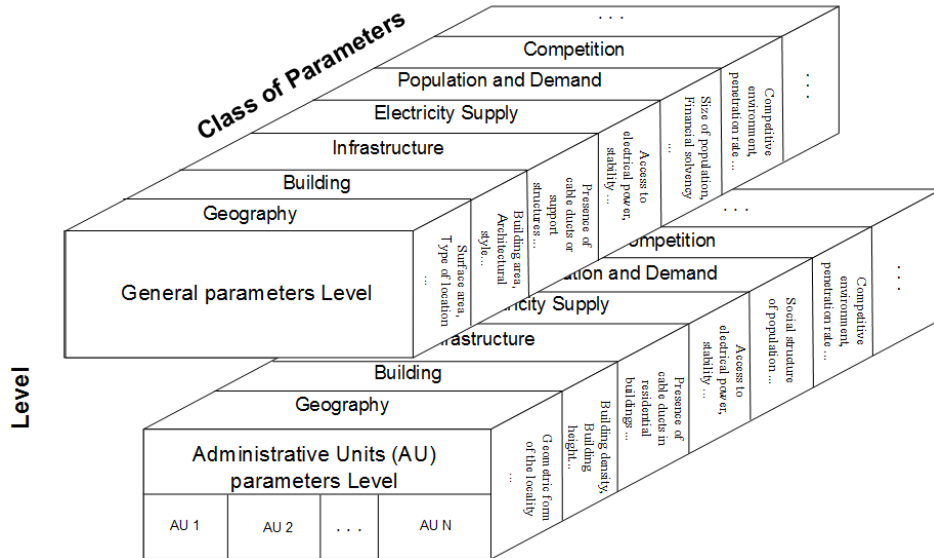 Class of Parameters
Level
. . .
Competition
Population and Demand
Electricity Supply
Infrastructure
Building
Geography
General parameters Level
Surface area,
Type of location
...
Building area,
Architectural
style...
Presence of
cable ducts or
support
structures ...
Access to
electrical power,
stability ...
...
Size of population,
Financial solvency
...
Competitive
environment,
penetration rate ...
. . .
. . .
ompetition
ation and Demand
ricity Supply
rastructure
Building
Geography
Administrative Units (AU)
parameters Level
AU 1
AU 2
. . .
AU N
Geometric form
of the locality
...
Building density,
Building
height...
Presence of
cable ducts in
residential
buildings ...
Access to
electrical power,
stability ...
Social structure
of population ...
Competitive
environment,
penetration rate ...
. . .